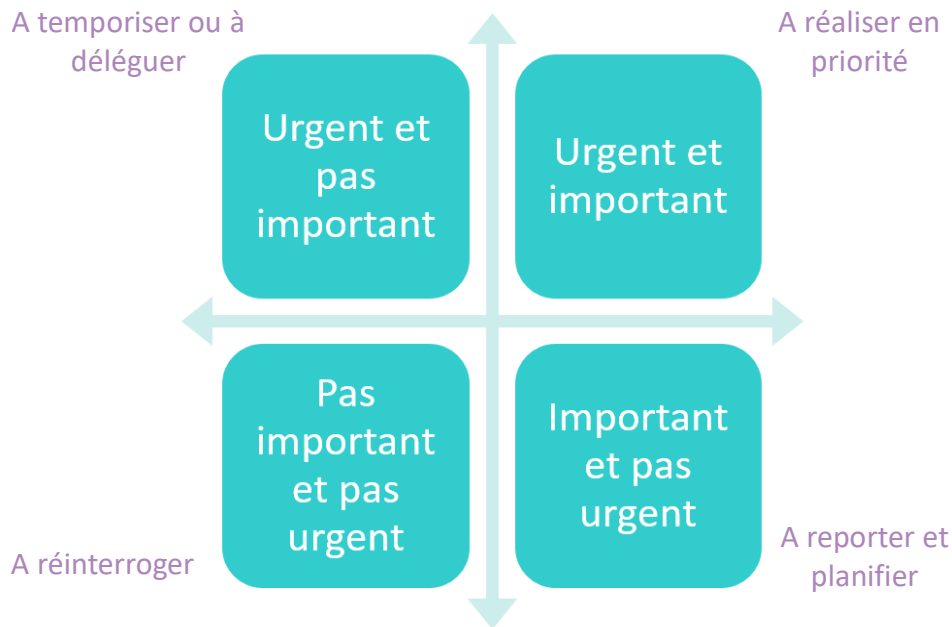 A temporiser ou à
déléguer
A réaliser en
priorité
Urgent et
pas
important
Urgent et
important
Pas
important
et pas
urgent
Important
et pas
urgent
A réinterroger
A reporter et
planifier